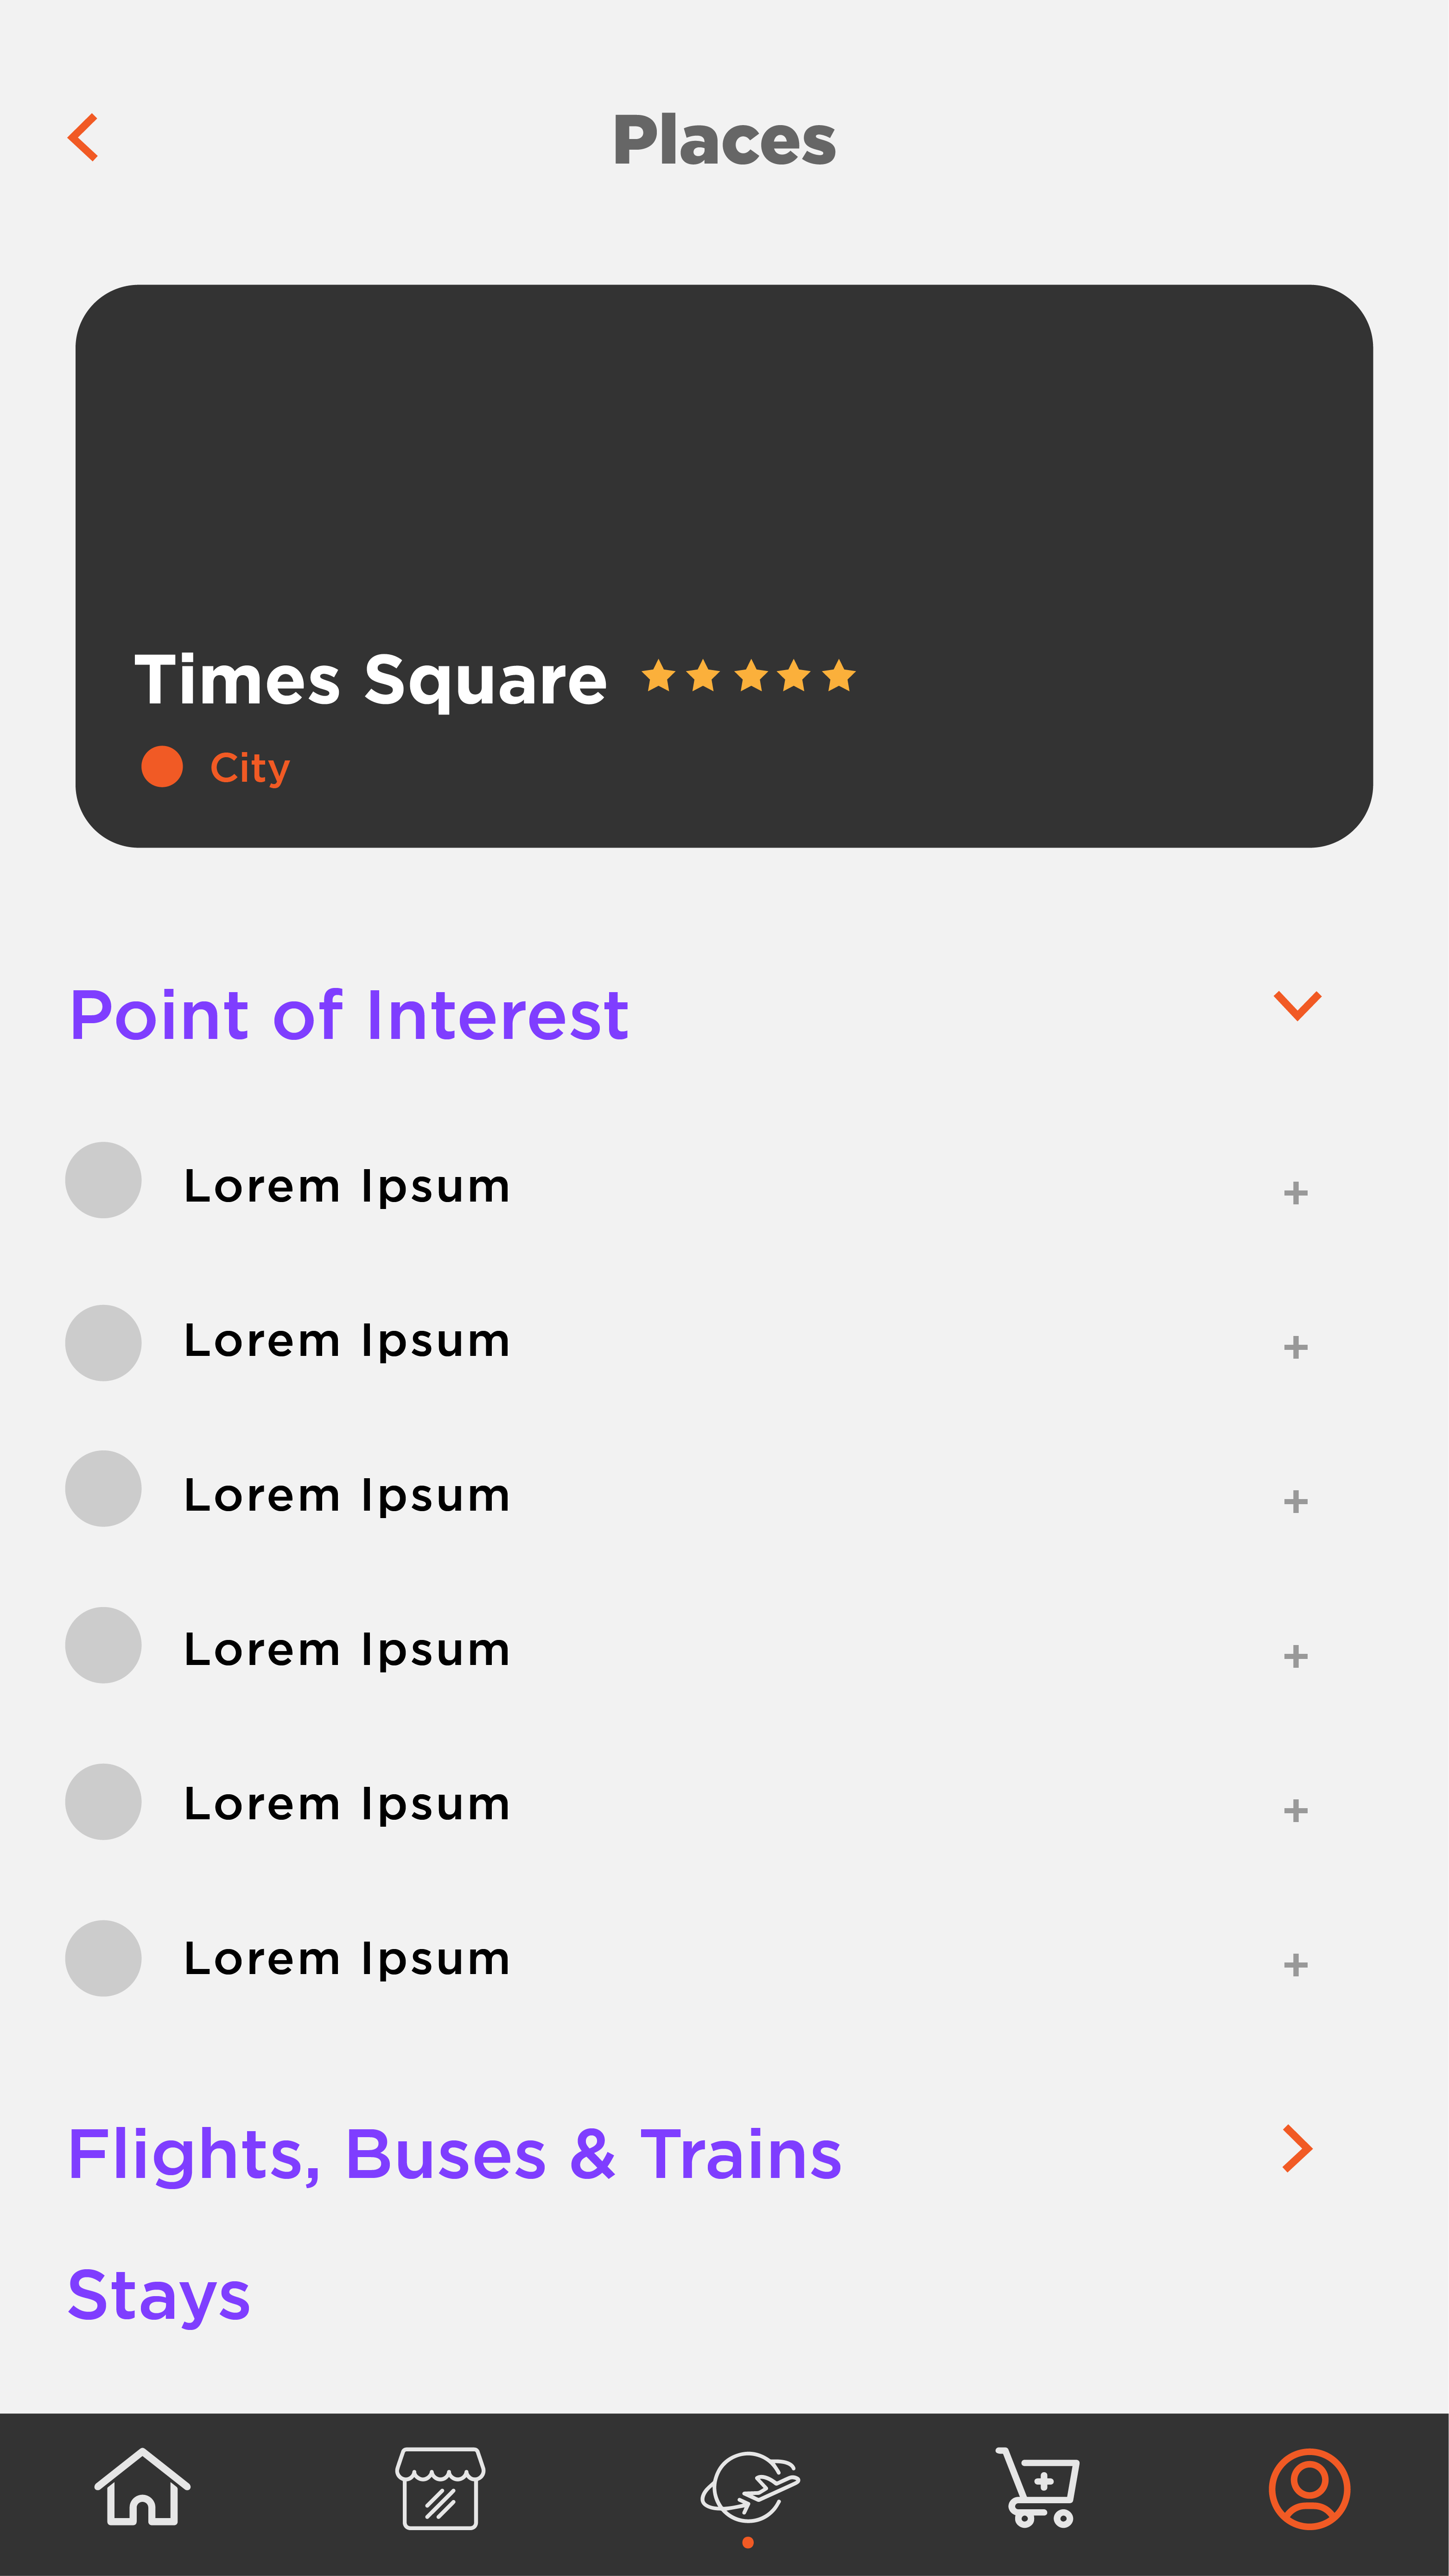 Places
Times Square
City
Point of Interest
Lorem Ipsum
Lorem Ipsum
Lorem Ipsum
Lorem Ipsum
Lorem Ipsum
Lorem Ipsum
Flights, Buses & Trains
Stays